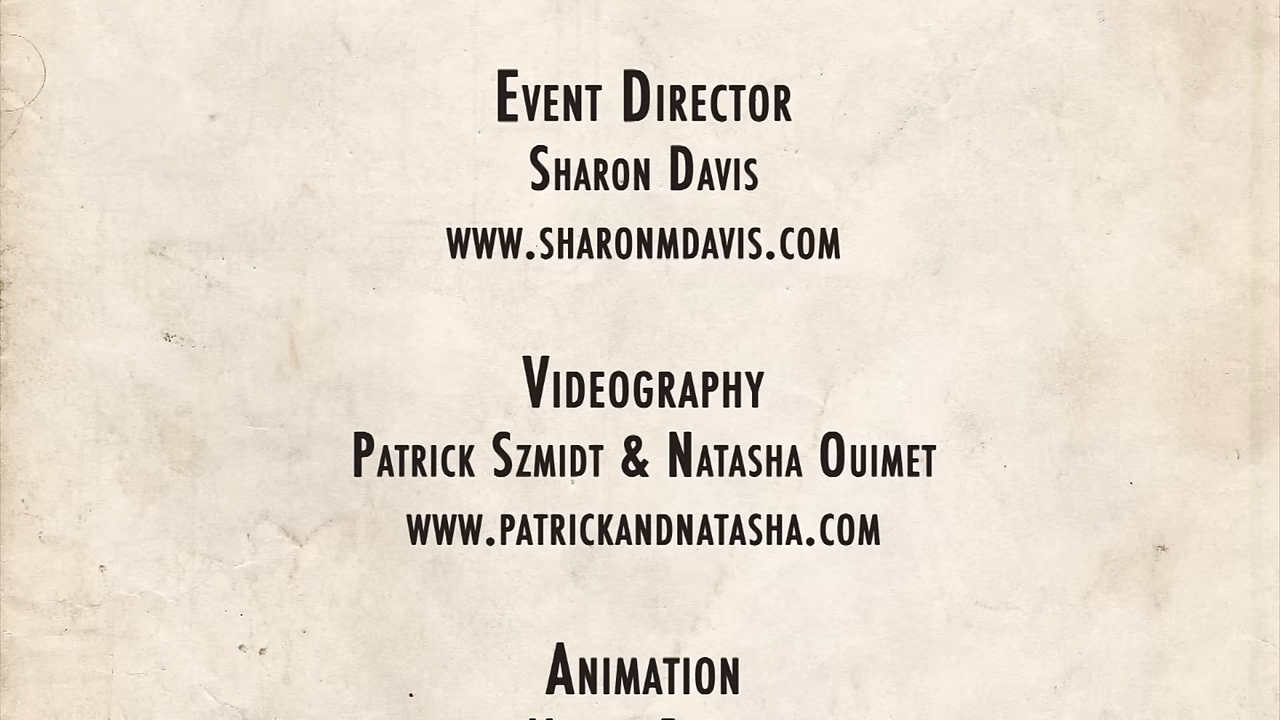 Event Director
Sharon Davis
www.sharonmdavis.com
Videography
Patrick Szmidt & Natasha Ouimet
www.patrickandnatasha.com
Animation